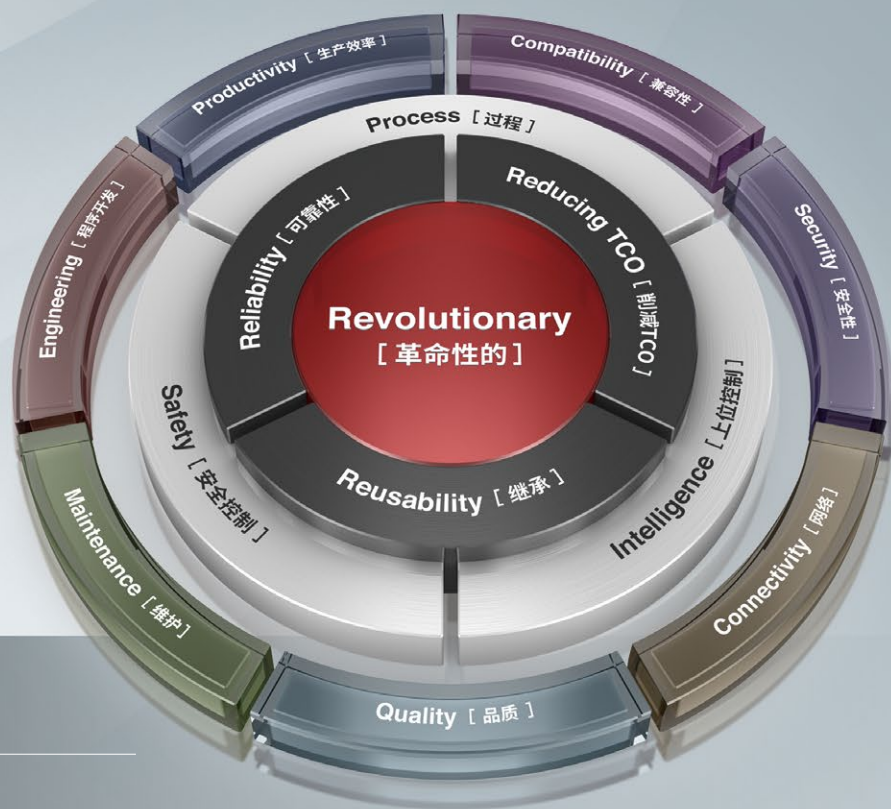 Productivity [ 生产效率 ]
Compatibility [ 兼容性 ]
Process [ 过程 ]
Engineering [ 程序开发 ]
Reliability [ 可靠性 ]
Reducing TCO [ 削减TCO ]
Security [ 安全性 ]
Revolutionary
[ 革命性的 ]
Safety [ 安全控制 ]
Reusability [ 继承 ]
Intelligence [ 上位控制 ]
Maintenance [ 维护 ]
Connectivity [ 网络 ]
Quality [ 品质 ]